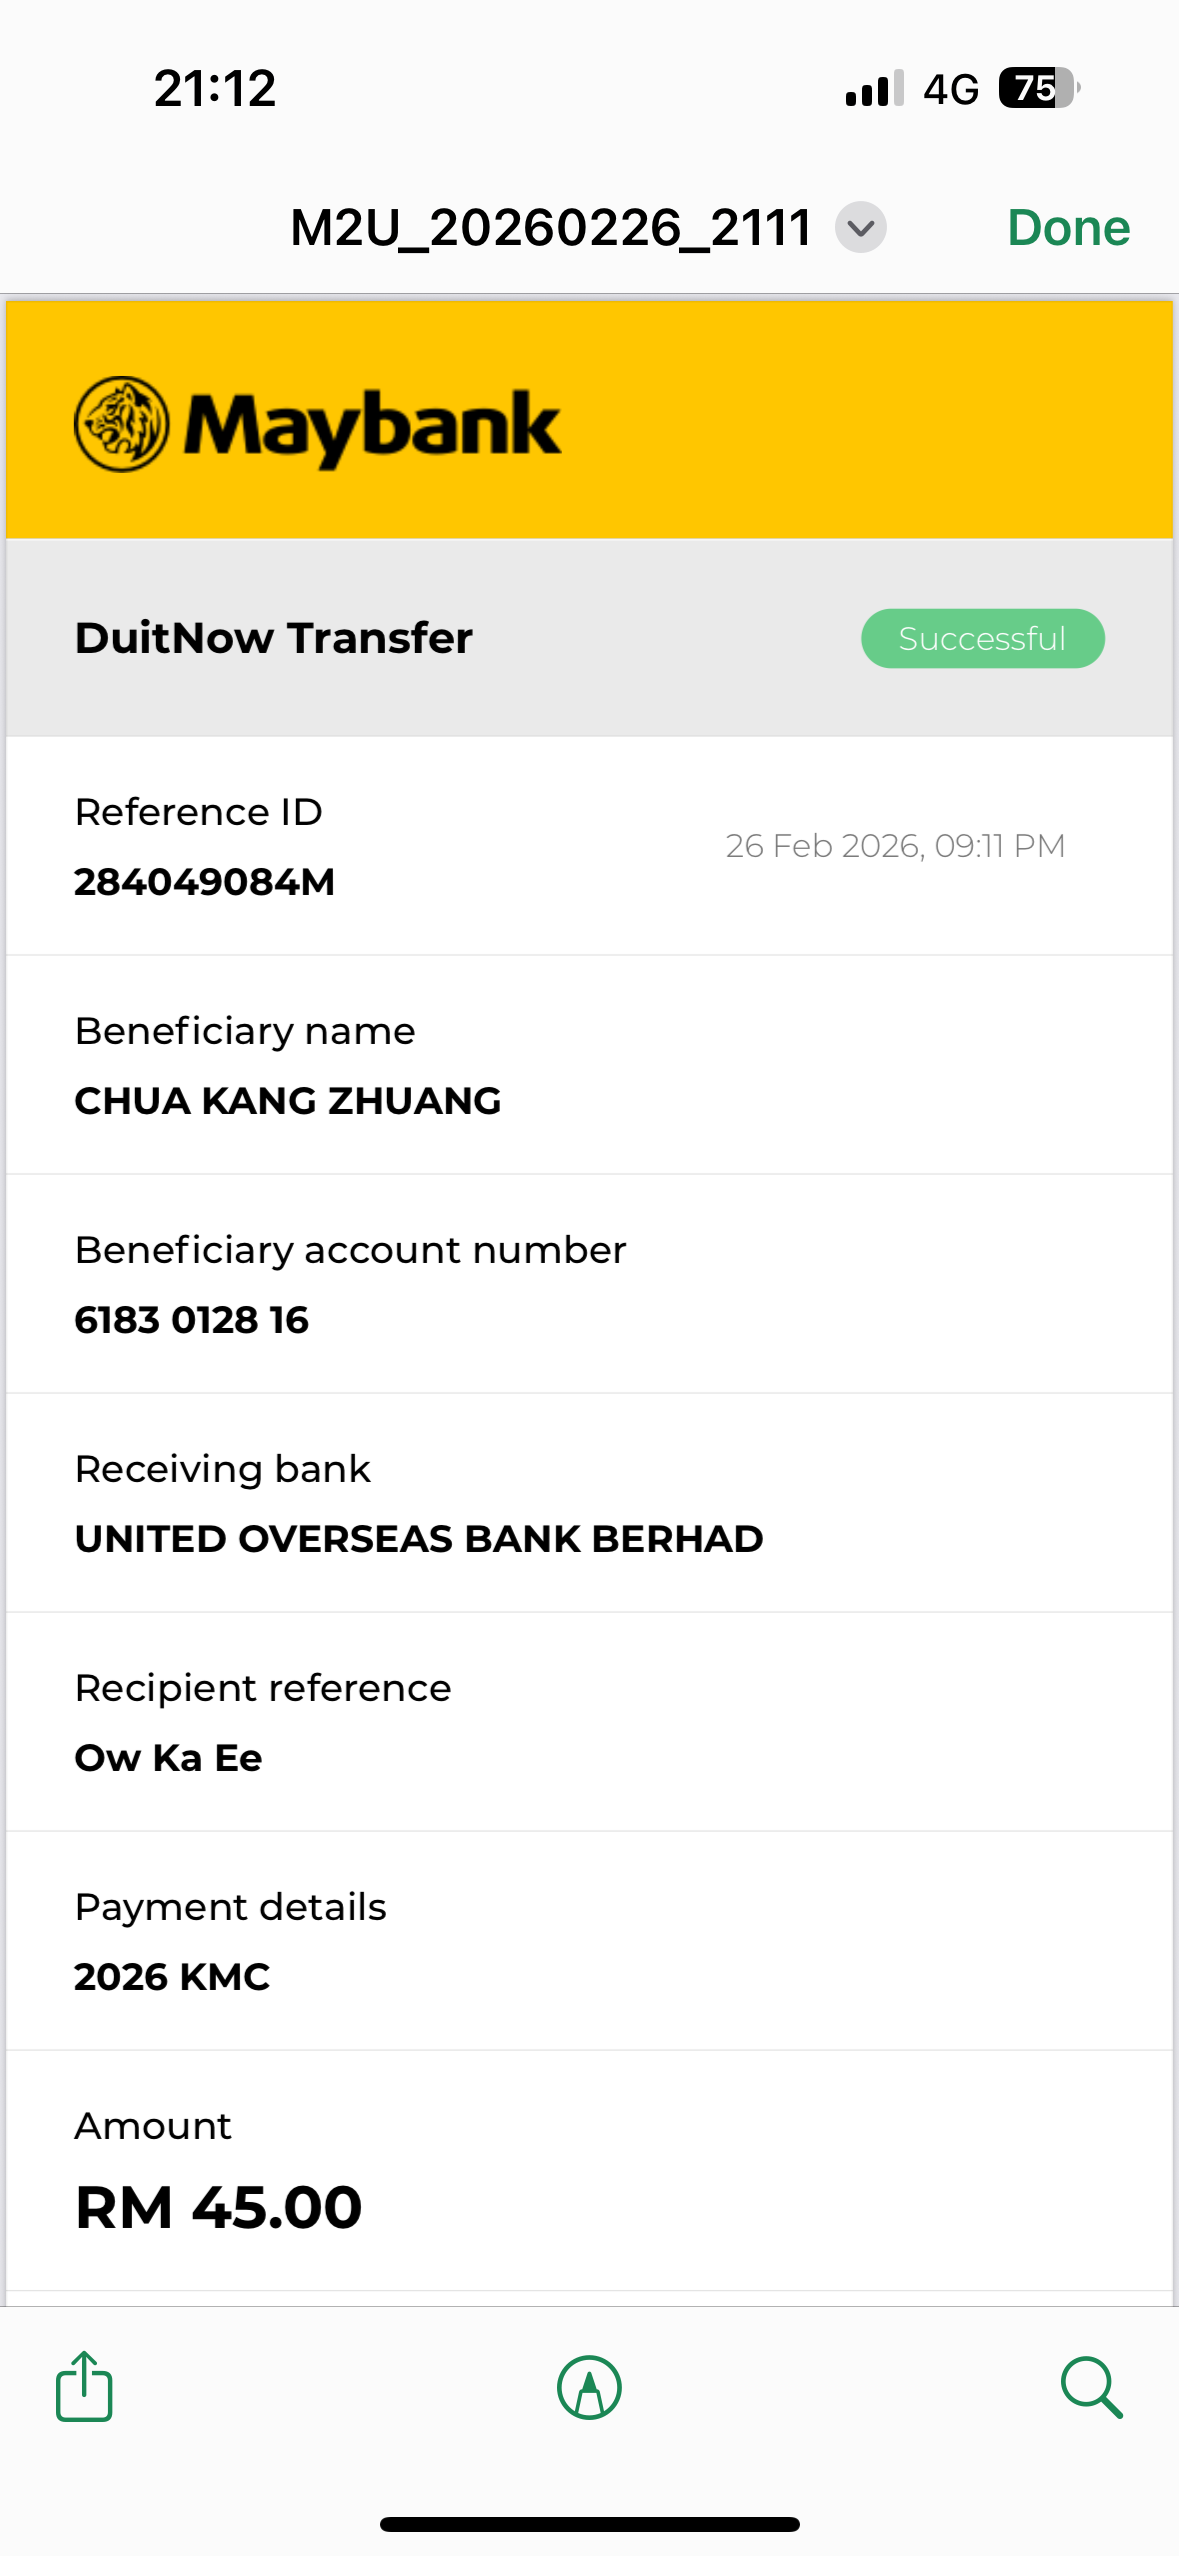 21:12
4G 75
M2U_20260226_2111
Done
Maybank
DuitNow Transfer
Successful
Reference ID
284049084M
26 Feb 2026, 09:11 PM
Beneficiary name
CHUA KANG ZHUANG
Beneficiary account number
6183 0128 16
Receiving bank
UNITED OVERSEAS BANK BERHAD
Recipient reference
Ow Ka Ee
Payment details
2026 KMC
Amount
RM 45.00